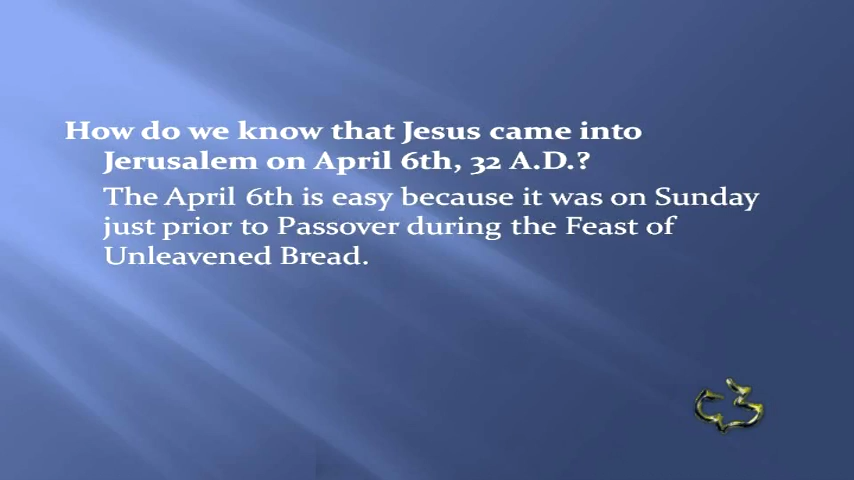 How do we know that Jesus came into
Jerusalem on April 6th, 32 A.D.?
The April 6th is easy because it was on Sunday
just prior to Passover during the Feast of
Unleavened Bread.
C3